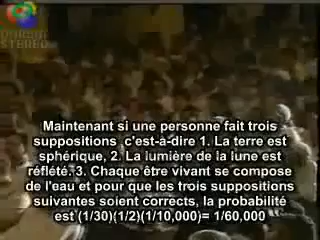 STEREO
Maintenant si une personne fait trois
suppositions c'est-à-dire 1. La terre est
sphérique, 2. La lumière de la lune est
réflété. 3. Chaque être vivant se compose
de l'eau et pour que les trois suppositions
suivantes soient corrects, la probabilité
est (1/30)(1/2)(1/10,000)= 1/60,000